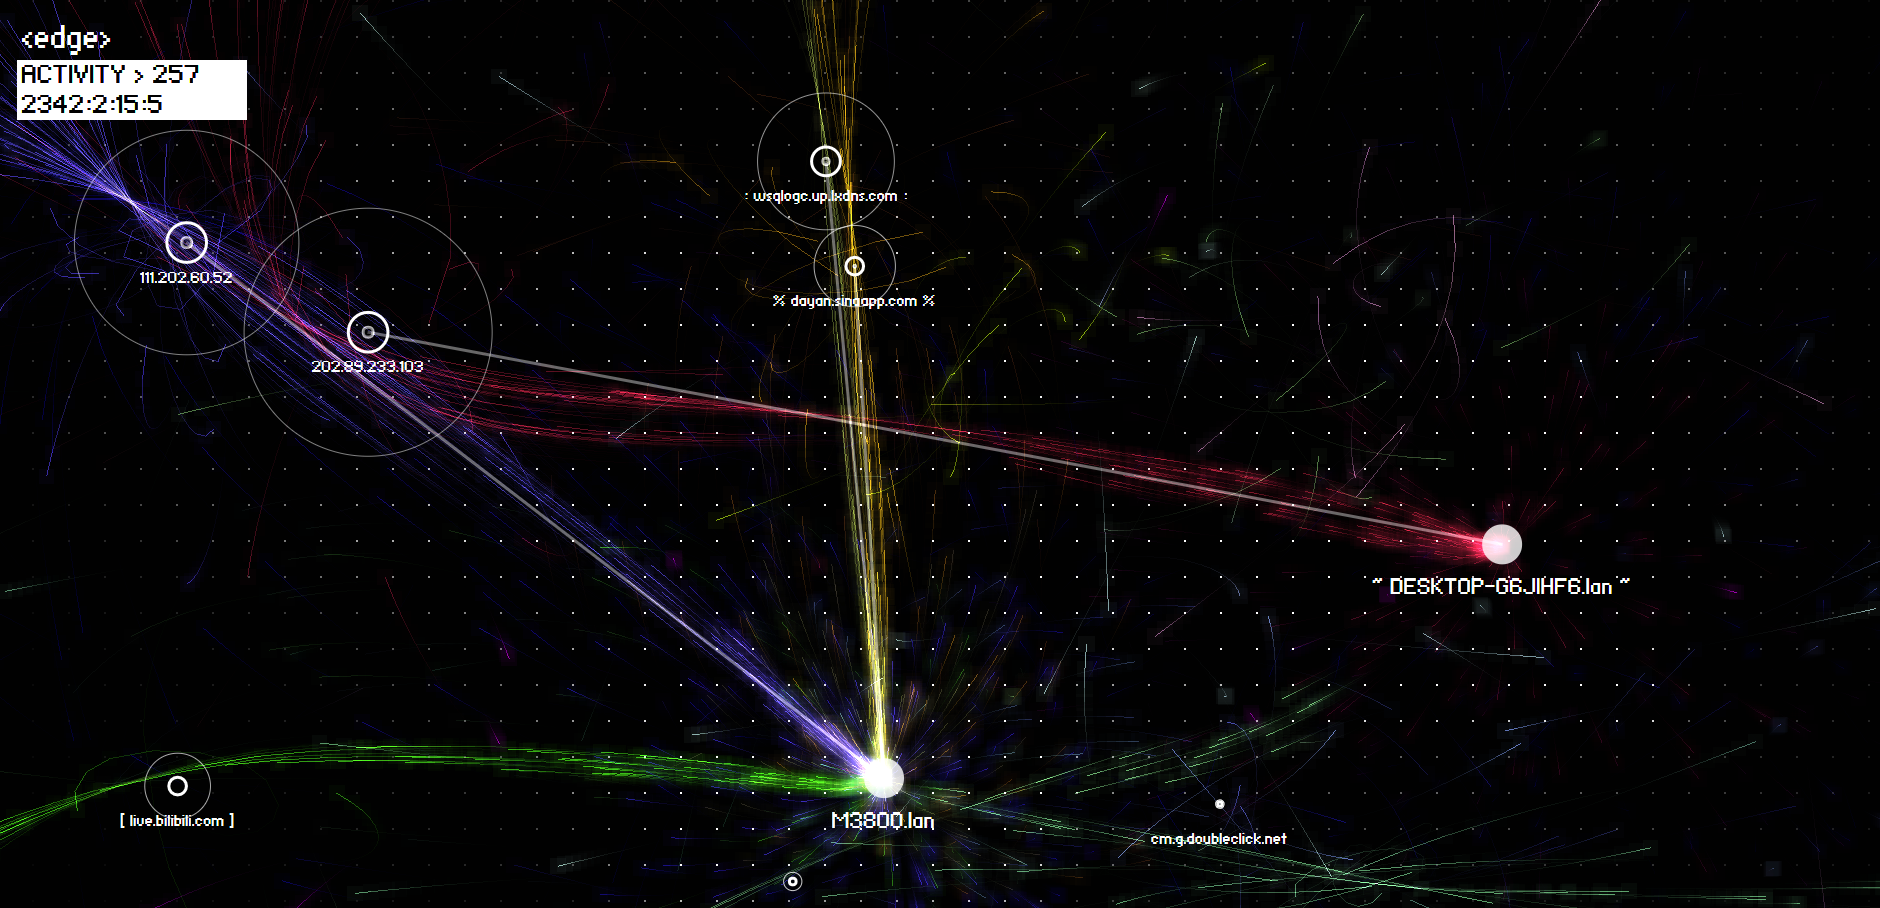 <edge>
ACTIVITY > 257
2342:2:15:5
: wsqlogc.up.lxdns.com :
111.202.60.52
% dayan.singapp.com %
202.89.233.103
~ DESKTOP-G6JIHF6.lan ~
[ live.bilibili.com ]
M3800.lan
cm.g.doubleclick.net